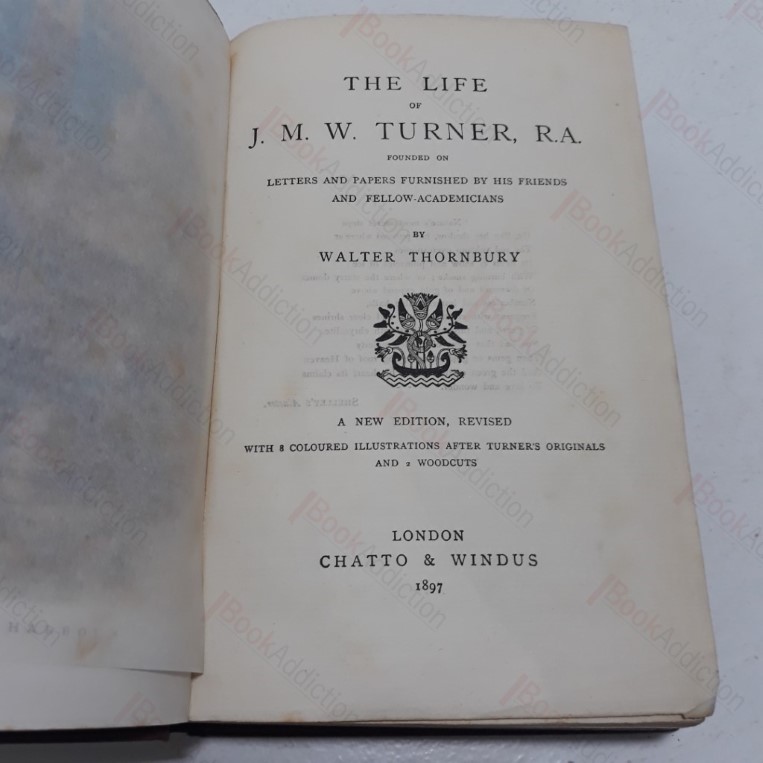 THE LIFE
OF
J. M. W. TURNER, R.A.
FOUNDED ON
LETTERS AND PAPERS FURNISHED BY HIS FRIENDS
AND FELLOW-ACADEMICIANS
BY
WALTER THORNBURY
A NEW EDITION, REVISED
WITH 8 COLOURED ILLUSTRATIONS AFTER TURNER'S ORIGINALS
AND 2 WOODCUTS
LONDON
CHATTO & WINDUS
1897
BookAddiction